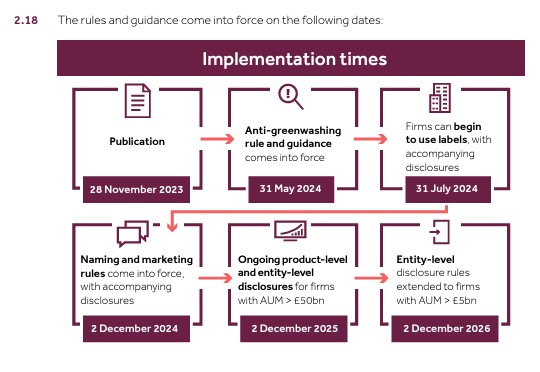 2.18 The rules and guidance come into force on the following dates:
Implementation times
Publication
28 November 2023
Anti-greenwashing
rule and guidance
comes into force
31 May 2024
Firms can begin
to use labels, with
accompanying
disclosures
31 July 2024
Naming and marketing
rules come into force,
with accompanying
disclosures
2 December 2024
Ongoing product-level
and entity-level
disclosures for firms
with AUM > £50bn
2 December 2025
Entity-level
disclosure rules
extended to firms
with AUM > £5bn
2 December 2026